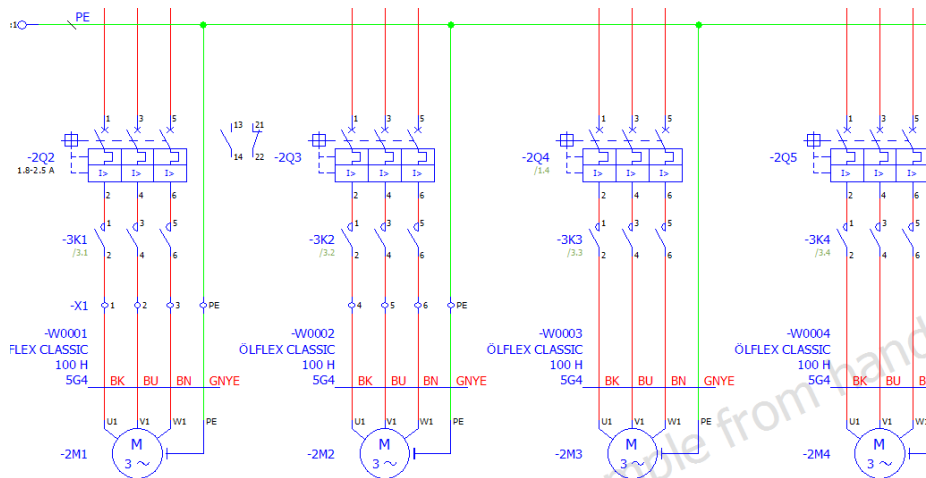 :1
PE
1 3 5 13 21 1 3 5 1 3 5 1 3 5
-2Q2 14 22 -2Q3 -2Q4 -2Q5
1.8-2.5 A I> I> I> I> I> I> /1.4 I> I> I> I> I> I>
2 4 6 2 4 6 2 4 6 2 4 6
1 3 5 1 3 5 1 3 5 1 3 5
-3K1 -3K2 -3K3 -3K4
/3.1 2 4 6 /3.2 2 4 6 /3.3 2 4 6 /3.4 2 4 6
-X1 1 2 3 PE 4 5 6 PE
-W0001 -W0002 -W0003 -W0004
FLEX CLASSIC ÖLFLEX CLASSIC ÖLFLEX CLASSIC ÖLFLEX CLASSIC
100 H 100 H 100 H 100 H
5G4 BK BU BN GNYE 5G4 BK BU BN GNYE 5G4 BK BU BN GNYE 5G4 BK BU B
U1 V1 W1 PE U1 V1 W1 PE U1 V1 W1 PE U1 V1 W1
-2M1 M -2M2 M -2M3 M -2M4 M
3 ~ 3 ~ 3 ~ 3 ~
mple from hand